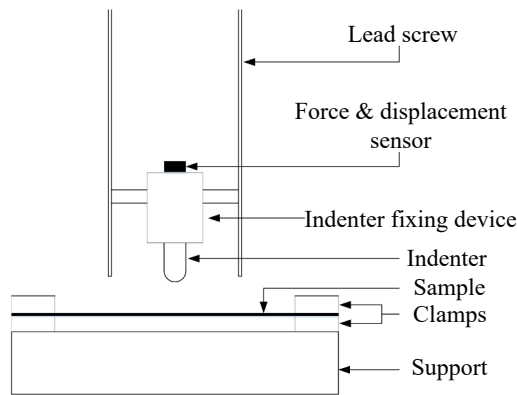 Lead screw
Force & displacement
sensor
Indenter fixing device
Indenter
Sample
Clamps
Support